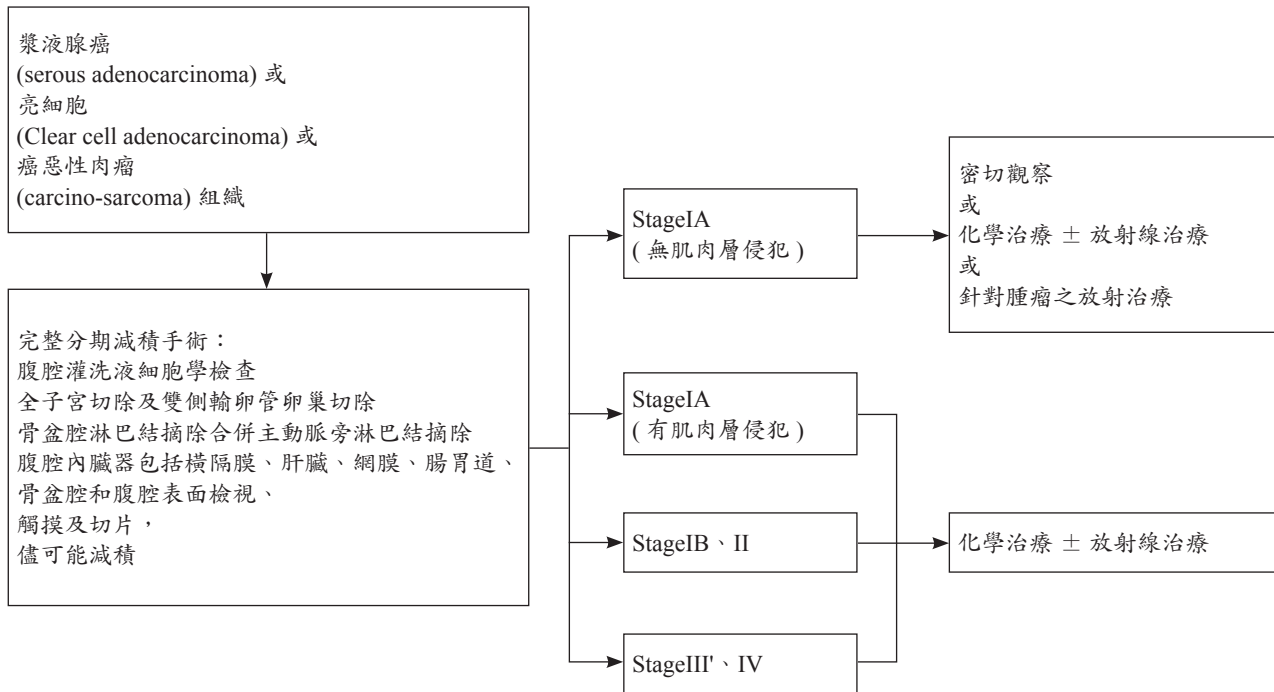 漿液腺癌
(serous adenocarcinoma) 或
亮細胞
(Clear cell adenocarcinoma) 或
癌惡性肉瘤
(carcino-sarcoma) 組織
完整分期減積手術：
腹腔灌洗液細胞學檢查
全子宮切除及雙側輸卵管卵巢切除
骨盆腔淋巴結摘除合併主動脈旁淋巴結摘除
腹腔內臟器包括橫隔膜、肝臟、網膜、腸胃道、
骨盆腔和腹腔表面檢視、
觸摸及切片，
儘可能減積
StageIA
( 無肌肉層侵犯 )
StageIA
( 有肌肉層侵犯 )
StageIB、II
StageIII'、IV
密切觀察
或
化學治療 ± 放射線治療
或
針對腫瘤之放射治療
化學治療 ± 放射線治療